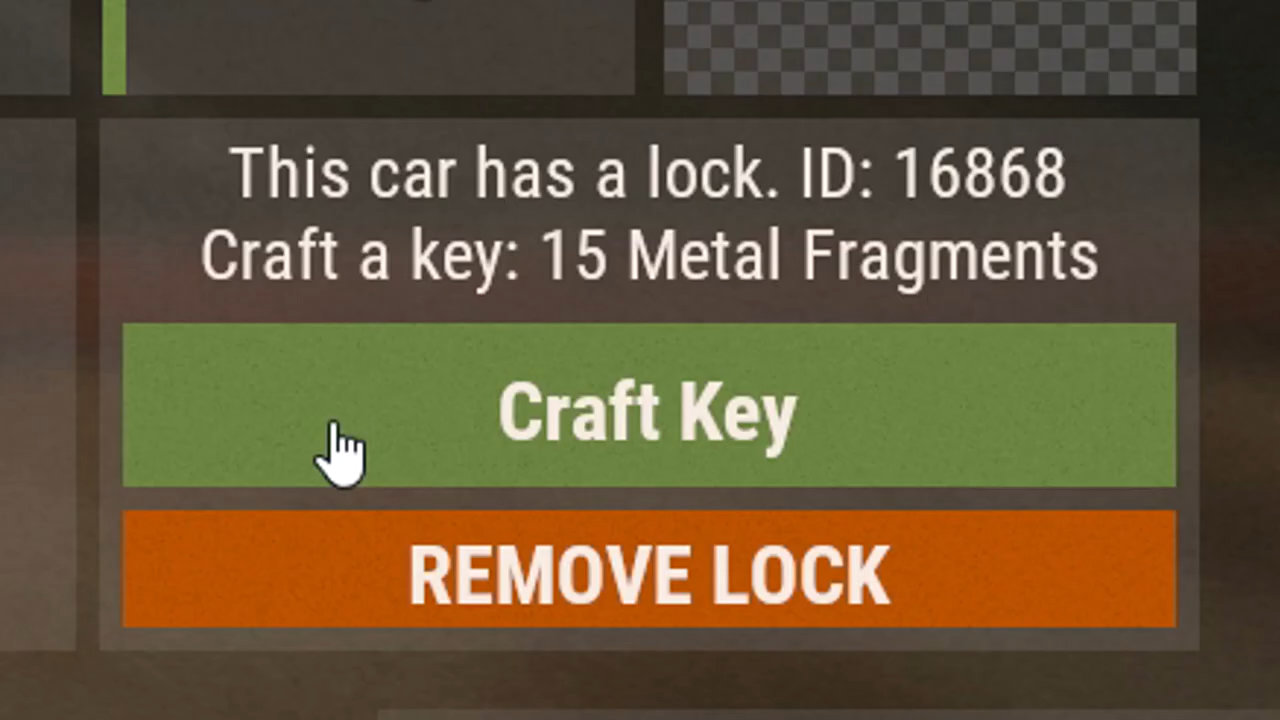 This car has a lock. ID: 16868
Craft a key: 15 Metal Fragments
Craft Key
REMOVE LOCK